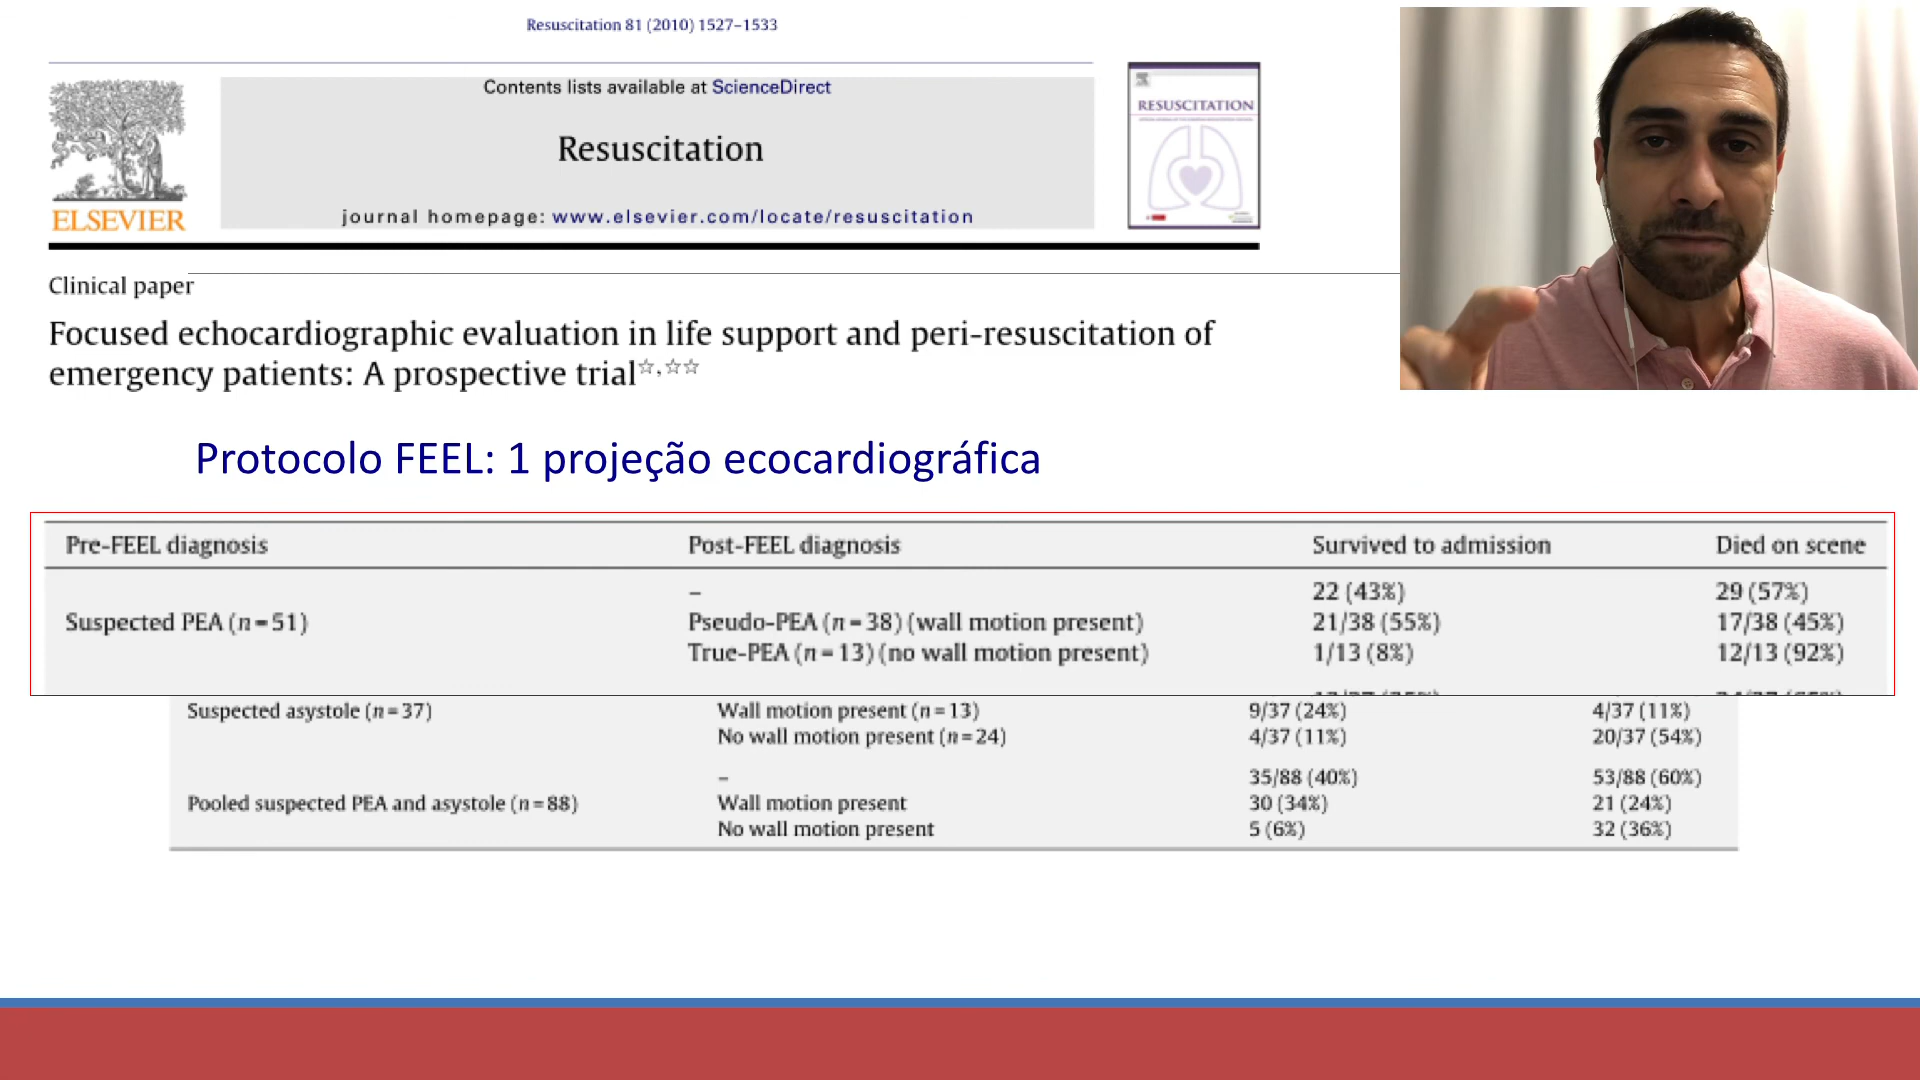 Resuscitation 81 (2010) 1527–1533
Contents lists available at ScienceDirect
Resuscitation
journal homepage: www.elsevier.com/locate/resuscitation
ELSEVIER
RESUSCITATION
Clinical paper
Focused echocardiographic evaluation in life support and peri-resuscitation of
emergency patients: A prospective trial☆,☆☆
Protocolo FEEL: 1 projeção ecocardiográfica
Pre-FEEL diagnosis Post-FEEL diagnosis Survived to admission Died on scene
– 22 (43%) 29 (57%)
Suspected PEA (n=51) Pseudo-PEA (n=38) (wall motion present) 21/38 (55%) 17/38 (45%)
True-PEA (n=13) (no wall motion present) 1/13 (8%) 12/13 (92%)
Suspected asystole (n=37) Wall motion present (n=13) 9/37 (24%) 4/37 (11%)
No wall motion present (n=24) 4/37 (11%) 20/37 (54%)
– 35/88 (40%) 53/88 (60%)
Pooled suspected PEA and asystole (n=88) Wall motion present 30 (34%) 21 (24%)
No wall motion present 5 (6%) 32 (36%)